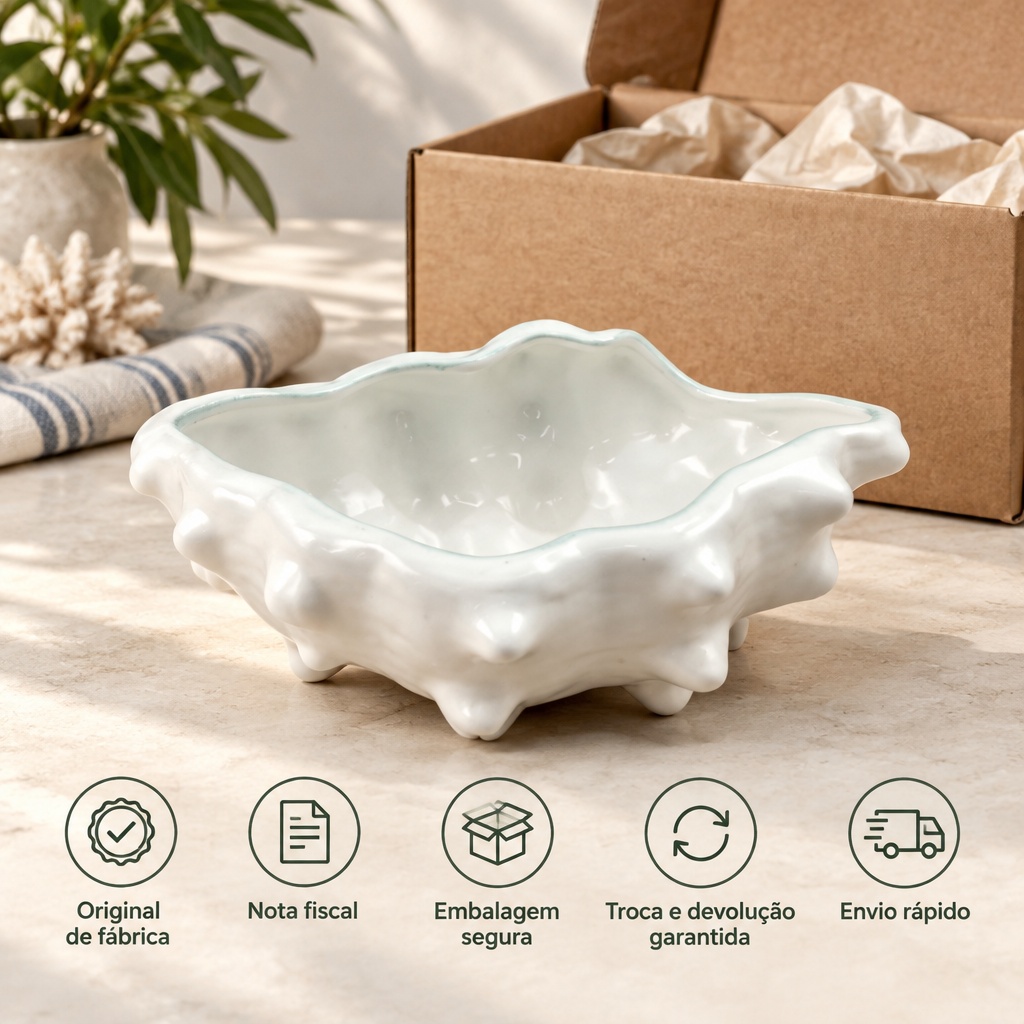 Original
de fábrica
Nota fiscal
Embalagem
segura
Troca e devolução
garantida
Envio rápido